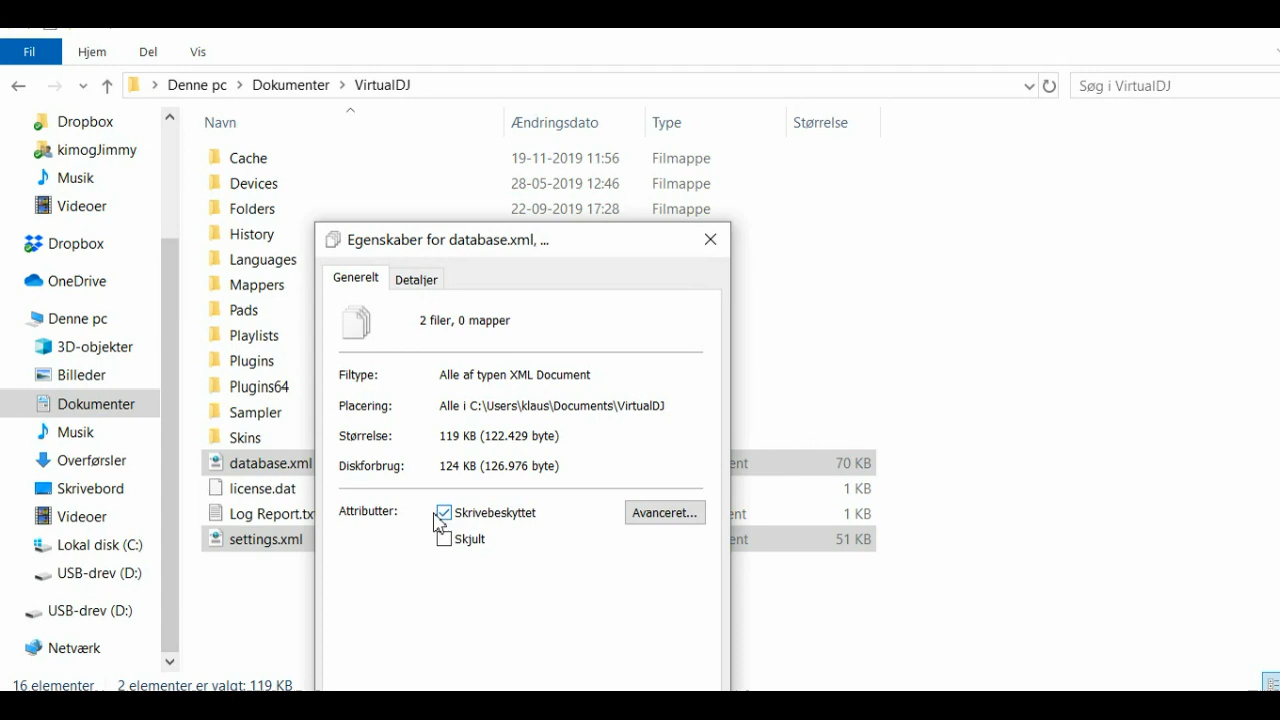 Fil Hjem Del Vis
Denne pc Dokumenter VirtualDJ Søg i VirtualDJ
Navn Ændringsdato Type Størrelse
Dropbox
kimogJimmy
Musik
Videoer
Dropbox
OneDrive
Denne pc
3D-objekter
Billeder
Dokumenter
Musik
Overførsler
Skrivebord
Videoer
Lokal disk (C:)
USB-drev (D:)
USB-drev (D:)
Netværk
Cache 19-11-2019 11:56 Filmappe
Devices 28-05-2019 12:46 Filmappe
Folders 22-09-2019 17:28 Filmappe
History
Languages
Mappers
Pads
Playlists
Plugins
Plugins64
Sampler
Skins
database.xml 70 KB
license.dat 1 KB
Log Report.tx 1 KB
settings.xml 51 KB
Egenskaber for database.xml, ...
Generelt Detaljer
2 filer, 0 mapper
Filtype: Alle af typen XML Document
Placering: Alle i C:\Users\klaus\Documents\VirtualDJ
Størrelse: 119 KB (122.429 byte)
Diskforbrug: 124 KB (126.976 byte)
Attributter: Skrivebeskyttet Avanceret...
Skjult
16 elementer 2 elementer er valgt: 119 KB